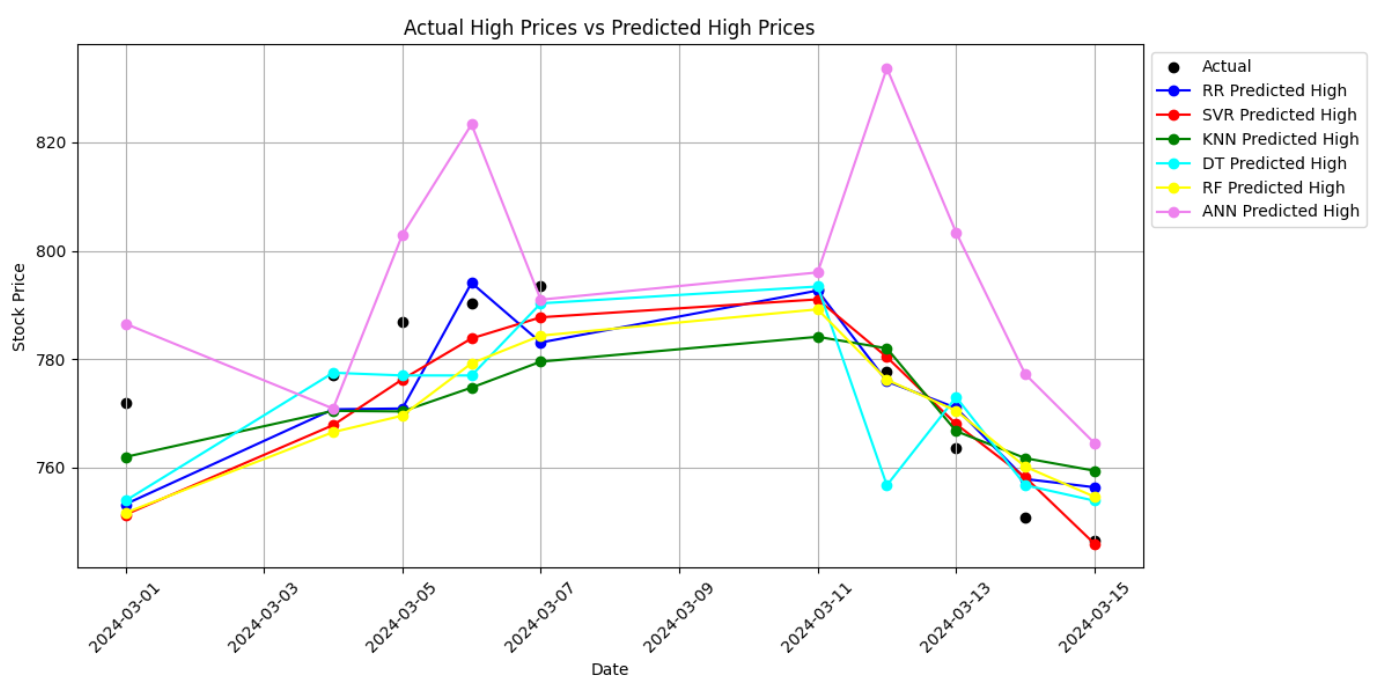 Actual High Prices vs Predicted High Prices
Actual
RR Predicted High
SVR Predicted High
KNN Predicted High
DT Predicted High
RF Predicted High
ANN Predicted High
Stock Price
820
800
780
760
2024-03-01
2024-03-03
2024-03-05
2024-03-07
2024-03-09
2024-03-11
2024-03-13
2024-03-15
Date